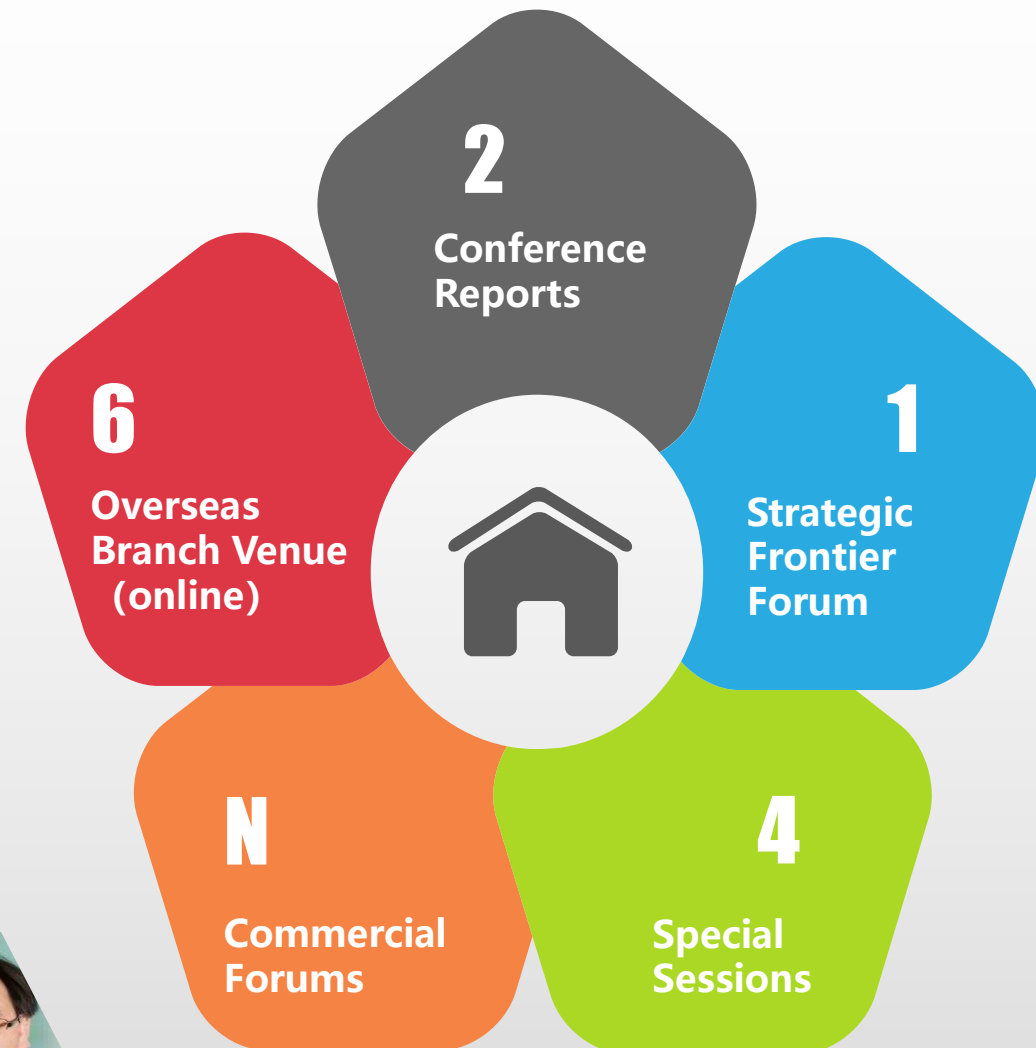 2
Conference
Reports
1
Strategic
Frontier
Forum
4
Special
Sessions
N
Commercial
Forums
6
Overseas
Branch Venue
(online)